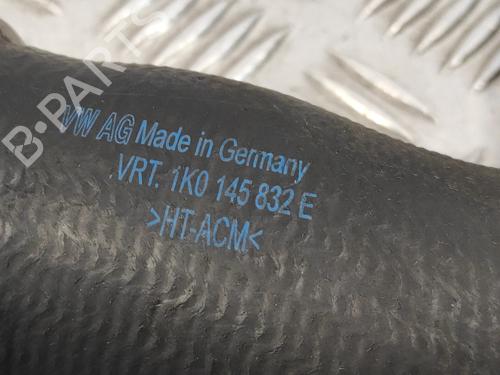 B-PARTS
VW AG Made in Germany
VRT. 1K0 145 832 E
>HT-ACM<